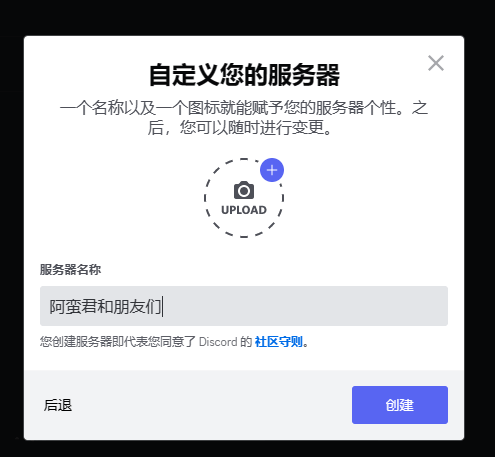 自定义您的服务器
一个名称以及一个图标就能赋予您的服务器个性。之
后，您可以随时进行变更。
UPLOAD
服务器名称
阿蛮君和朋友们
您创建服务器即代表您同意了 Discord 的 社区守则。
后退
创建